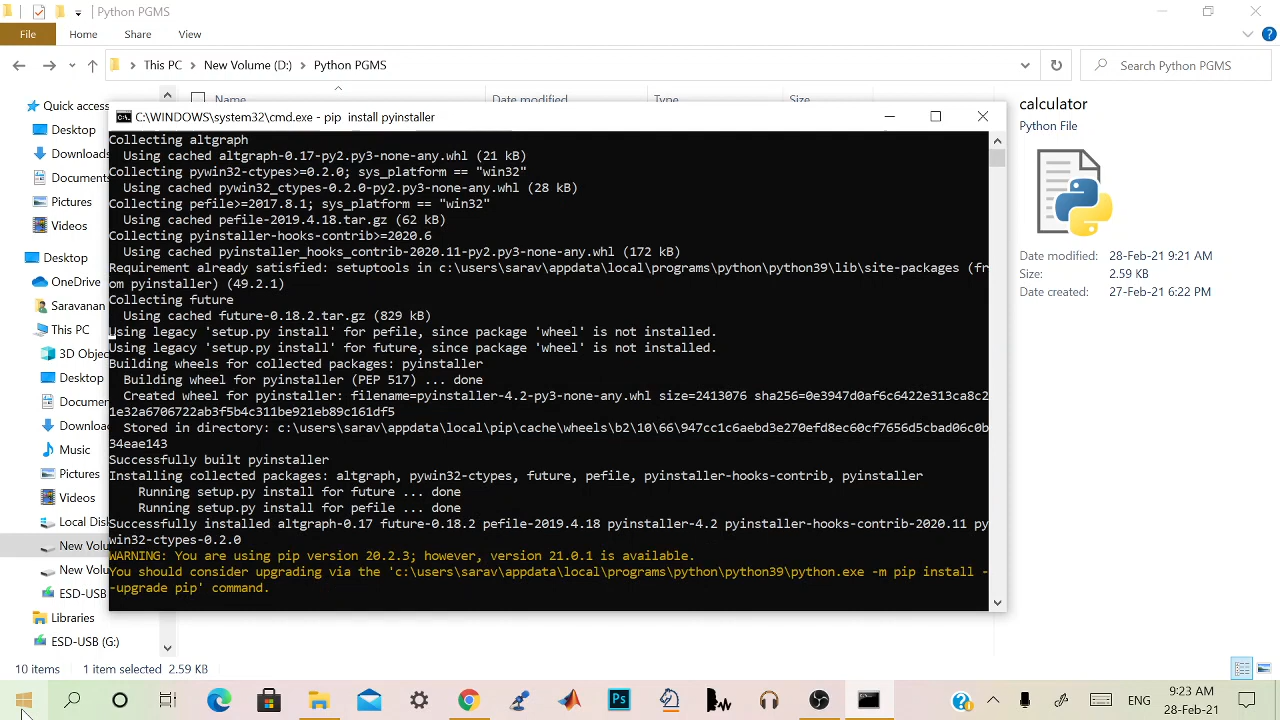 Python PGMS
File Home Share View
This PC New Volume (D:) Python PGMS
Search Python PGMS
Name Date modified Type Size
Quick access
Desktop
Downloads
Documents
Pictures
Videos
Desktop
OneDrive
Saravanan
This PC
3D Objec
Desktop
Documen
Downloa
Music
Pictures
Videos
Local Disk
New Volu
New Volu
ESD-USB
Libraries
ESD-USB (G:)
C:\WINDOWS\system32\cmd.exe - pip install pyinstaller
Collecting altgraph
Using cached altgraph-0.17-py2.py3-none-any.whl (21 kB)
Collecting pywin32-ctypes>=0.2.0; sys_platform == "win32"
Using cached pywin32_ctypes-0.2.0-py2.py3-none-any.whl (28 kB)
Collecting pefile>=2017.8.1; sys_platform == "win32"
Using cached pefile-2019.4.18.tar.gz (62 kB)
Collecting pyinstaller-hooks-contrib>=2020.6
Using cached pyinstaller_hooks_contrib-2020.11-py2.py3-none-any.whl (172 kB)
Requirement already satisfied: setuptools in c:\users\sarav\appdata\local\programs\python\python39\lib\site-packages (fr
om pyinstaller) (49.2.1)
Collecting future
Using cached future-0.18.2.tar.gz (829 kB)
Using legacy 'setup.py install' for pefile, since package 'wheel' is not installed.
Using legacy 'setup.py install' for future, since package 'wheel' is not installed.
Building wheels for collected packages: pyinstaller
Building wheel for pyinstaller (PEP 517) ... done
Created wheel for pyinstaller: filename=pyinstaller-4.2-py3-none-any.whl size=2413076 sha256=0e3947d0af6c6422e313ca8c2
1e32a6706722ab3f5b4c311be921eb89c161df5
Stored in directory: c:\users\sarav\appdata\local\pip\cache\wheels\b2\10\66\947cc1c6aebd3e270efd8ec60cf7656d5cbad06c0b
34eae143
Successfully built pyinstaller
Installing collected packages: altgraph, pywin32-ctypes, future, pefile, pyinstaller-hooks-contrib, pyinstaller
Running setup.py install for future ... done
Running setup.py install for pefile ... done
Successfully installed altgraph-0.17 future-0.18.2 pefile-2019.4.18 pyinstaller-4.2 pyinstaller-hooks-contrib-2020.11 py
win32-ctypes-0.2.0
WARNING: You are using pip version 20.2.3; however, version 21.0.1 is available.
You should consider upgrading via the 'c:\users\sarav\appdata\local\programs\python\python39\python.exe -m pip install -
-upgrade pip' command.
calculator
Python File
Date modified: 28-Feb-21 9:21 AM
Size: 2.59 KB
Date created: 27-Feb-21 6:22 PM
10 items 1 item selected 2.59 KB
Ps
ENG
9:23 AM
28-Feb-21